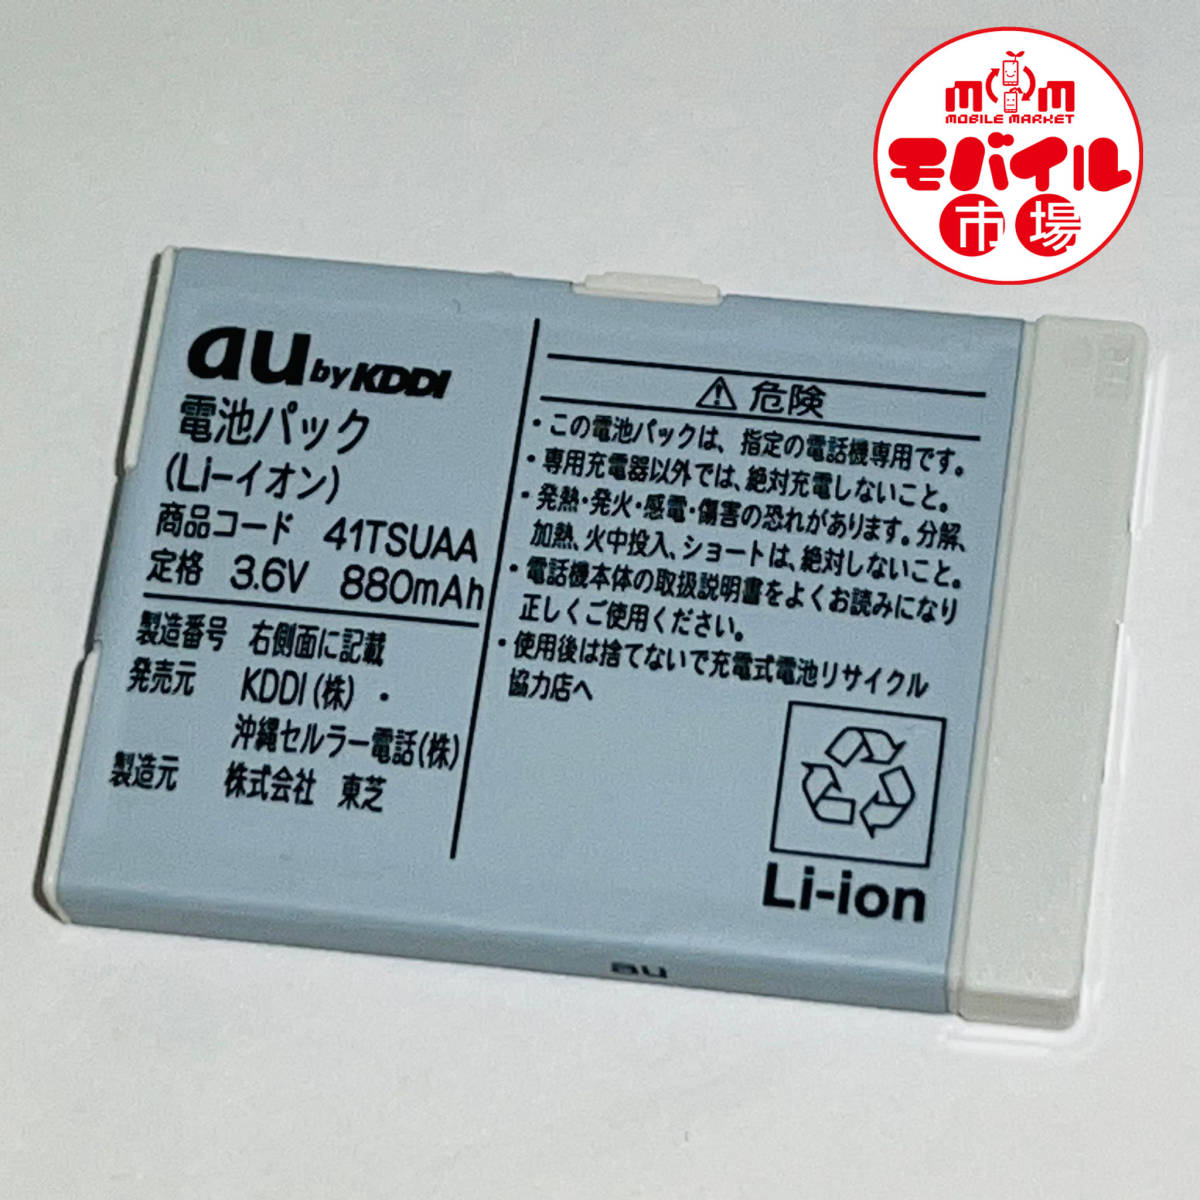 MOM
MOBILE MARKET
モバイル
市場
au by KDDI
電池パック
(Li-イオン)
商品コード 41TSUAA
定格 3.6V 880mAh
製造番号 右側面に記載
発売元 KDDI(株)・
沖縄セルラー電話(株)
製造元 株式会社 東芝
⚠危険
・この電池パックは、指定の電話機専用です。
・専用充電器以外では、絶対充電しないこと。
・発熱・発火・感電・傷害の恐れがあります。分解、
加熱、火中投入、ショートは、絶対しないこと。
・電話機本体の取扱説明書をよくお読みになり
正しくご使用ください。
・使用後は捨てないで充電式電池リサイクル
協力店へ
Li-ion
au